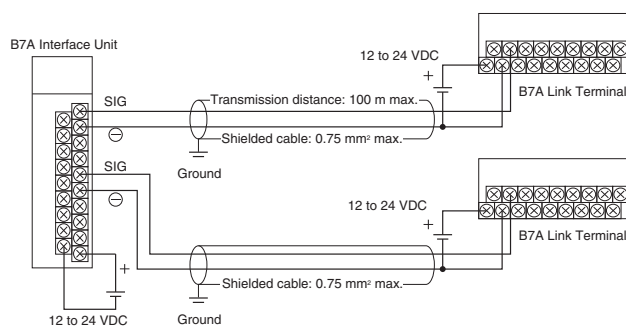 B7A Interface Unit
12 to 24 VDC
+
B7A Link Terminal
SIG
Transmission distance: 100 m max.
⊖
Shielded cable: 0.75 mm² max.
Ground
SIG
⊖
12 to 24 VDC
+
B7A Link Terminal
+
Shielded cable: 0.75 mm² max.
12 to 24 VDC
Ground